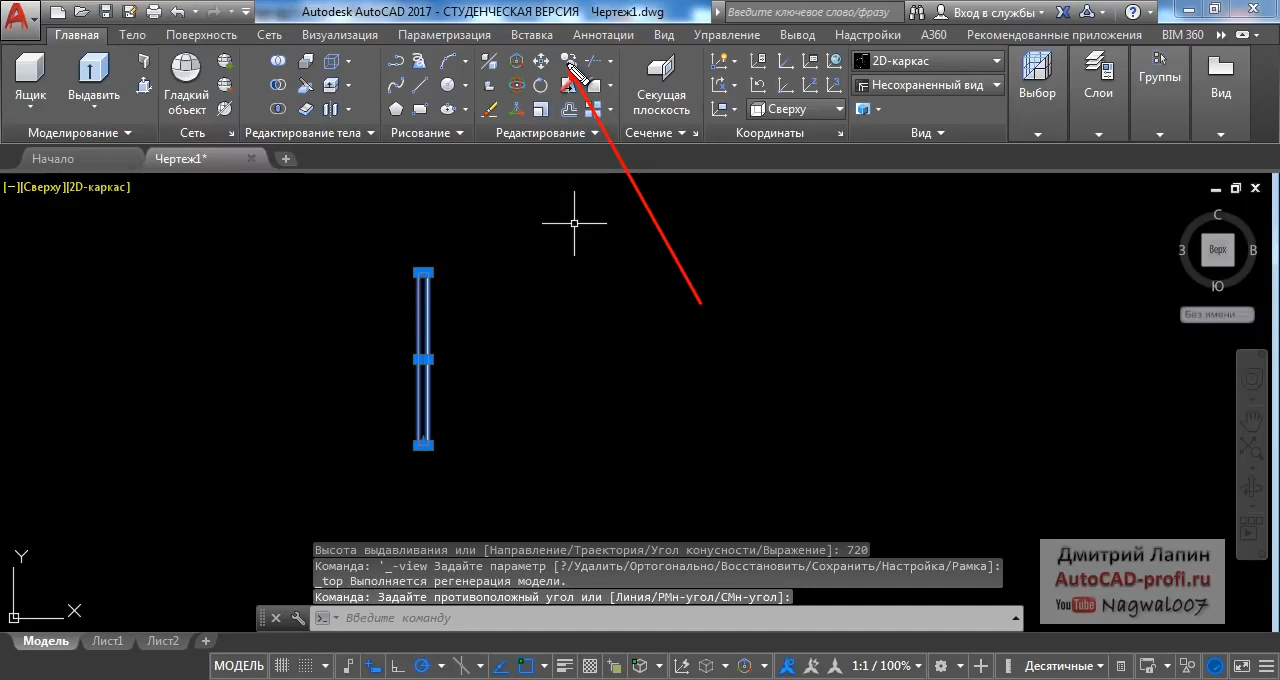 Autodesk AutoCAD 2017 - СТУДЕНЧЕСКАЯ ВЕРСИЯ Чертеж1.dwg
Введите ключевое слово/фразу
Вход в службы
Главная Тело Поверхность Сеть Визуализация Параметризация Вставка Аннотации Вид Управление Вывод Надстройки A360 Рекомендованные приложения BIM 360
Ящик
Выдавить
Гладкий
объект
Секущая
плоскость
2D-каркас
Несохраненный вид
Сверху
Выбор
Слои
Группы
Вид
Моделирование Сеть Редактирование тела Рисование Редактирование Сечение Координаты Вид
Начало Чертеж1*
[−][Сверху][2D-каркас]
С
З Верх В
Ю
Без имени
Высота выдавливания или [Направление/Траектория/Угол конусности/Выражение]: 720
Команда: '_-view Задайте параметр [?/Удалить/Ортогонально/Восстановить/Сохранить/Настройка/Рамка]:
_top Выполняется регенерация модели.
Команда: Задайте противоположный угол или [Линия/РМн-угол/СМн-угол]:
Введите команду
Y
X
Дмитрий Лапин
AutoCAD-profi.ru
YouTube Nagwal007
Модель Лист1 Лист2 +
МОДЕЛЬ 1:1 / 100% Десятичные